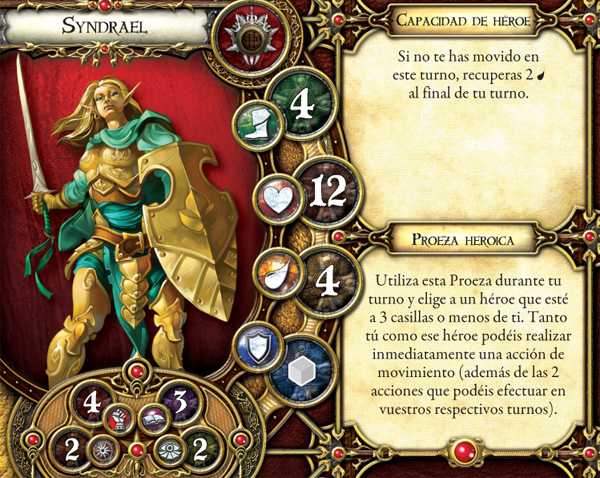 Syndrael
4
12
4
4
3
2
2
Capacidad de héroe
Si no te has movido en
este turno, recuperas 2
al final de tu turno.
Proeza heroica
Utiliza esta Proeza durante tu
turno y elige a un héroe que esté
a 3 casillas o menos de ti. Tanto
tú como ese héroe podéis realizar
inmediatamente una acción de
movimiento (además de las 2
acciones que podéis efectuar en
vuestros respectivos turnos).